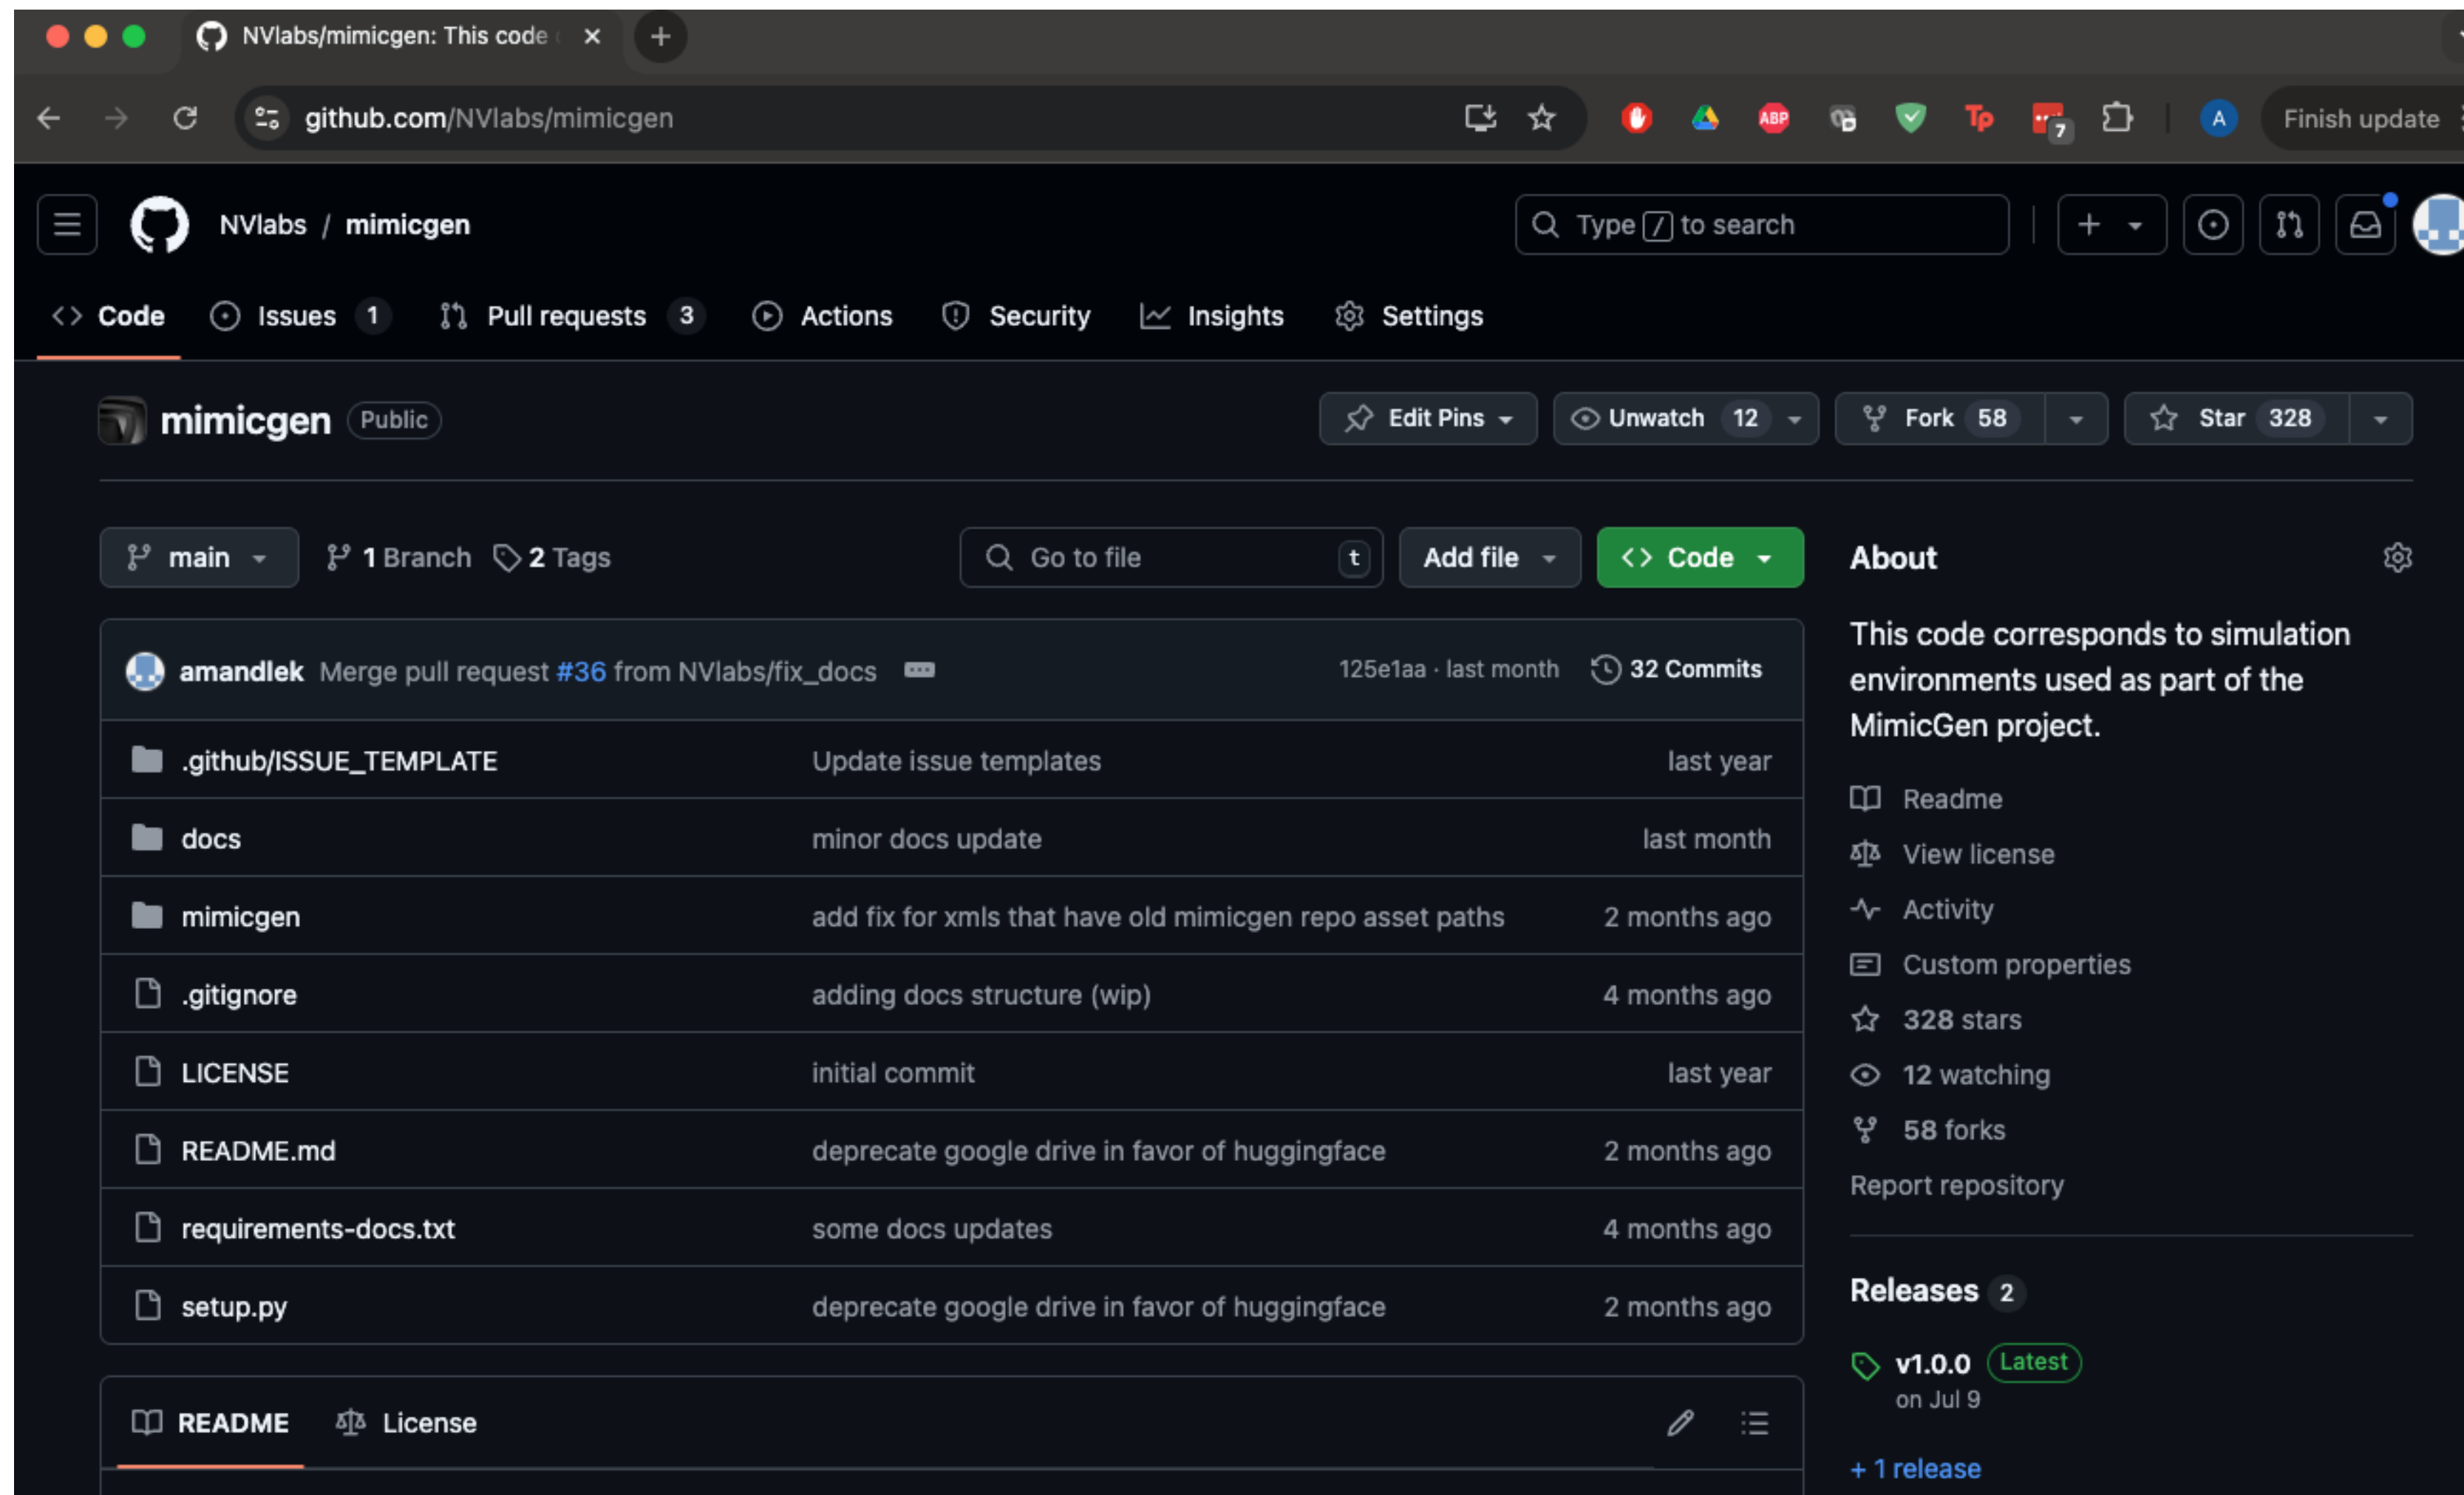 NVlabs/mimicgen: This code
github.com/NVlabs/mimicgen
ABP
Tp
7
A
Finish update
NVlabs / mimicgen
Type / to search
Code
Issues 1
Pull requests 3
Actions
Security
Insights
Settings
mimicgen Public
Edit Pins
Unwatch 12
Fork 58
Star 328
main
1 Branch
2 Tags
Go to file t
Add file
<> Code
amandlek Merge pull request #36 from NVlabs/fix_docs
125e1aa · last month
32 Commits
.github/ISSUE_TEMPLATE Update issue templates last year
docs minor docs update last month
mimicgen add fix for xmls that have old mimicgen repo asset paths 2 months ago
.gitignore adding docs structure (wip) 4 months ago
LICENSE initial commit last year
README.md deprecate google drive in favor of huggingface 2 months ago
requirements-docs.txt some docs updates 4 months ago
setup.py deprecate google drive in favor of huggingface 2 months ago
README
License
About
This code corresponds to simulation
environments used as part of the
MimicGen project.
Readme
View license
Activity
Custom properties
328 stars
12 watching
58 forks
Report repository
Releases 2
v1.0.0 Latest
on Jul 9
+ 1 release